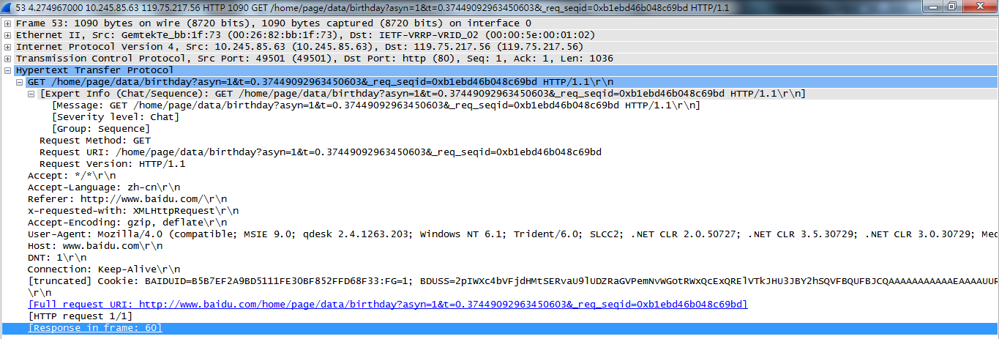 53 4.274967000 10.245.85.63 119.75.217.56 HTTP 1090 GET /home/page/data/birthday?asyn=1&t=0.37449092963450603&_req_seqid=0xb1ebd46b048c69bd HTTP/1.1
Frame 53: 1090 bytes on wire (8720 bits), 1090 bytes captured (8720 bits) on interface 0
Ethernet II, Src: GemtekTe_bb:1f:73 (00:26:82:bb:1f:73), Dst: IETF-VRRP-VRID_02 (00:00:5e:00:01:02)
Internet Protocol Version 4, Src: 10.245.85.63 (10.245.85.63), Dst: 119.75.217.56 (119.75.217.56)
Transmission Control Protocol, Src Port: 49501 (49501), Dst Port: http (80), Seq: 1, Ack: 1, Len: 1036
Hypertext Transfer Protocol
GET /home/page/data/birthday?asyn=1&t=0.37449092963450603&_req_seqid=0xb1ebd46b048c69bd HTTP/1.1\r\n
[Expert Info (Chat/Sequence): GET /home/page/data/birthday?asyn=1&t=0.37449092963450603&_req_seqid=0xb1ebd46b048c69bd HTTP/1.1\r\n]
[Message: GET /home/page/data/birthday?asyn=1&t=0.37449092963450603&_req_seqid=0xb1ebd46b048c69bd HTTP/1.1\r\n]
[Severity level: Chat]
[Group: Sequence]
Request Method: GET
Request URI: /home/page/data/birthday?asyn=1&t=0.37449092963450603&_req_seqid=0xb1ebd46b048c69bd
Request Version: HTTP/1.1
Accept: */*\r\n
Accept-Language: zh-cn\r\n
Referer: http://www.baidu.com/\r\n
x-requested-with: XMLHttpRequest\r\n
Accept-Encoding: gzip, deflate\r\n
User-Agent: Mozilla/4.0 (compatible; MSIE 9.0; qdesk 2.4.1263.203; Windows NT 6.1; Trident/6.0; SLCC2; .NET CLR 2.0.50727; .NET CLR 3.5.30729; .NET CLR 3.0.30729; Med
Host: www.baidu.com\r\n
DNT: 1\r\n
Connection: Keep-Alive\r\n
[truncated] Cookie: BAIDUID=B5B7EF2A9BD5111FE30BF852FFD68F33:FG=1; BDUSS=2pIWXc4bVFjdHMtSERvaU9lUDZRaGVPemNvWGotRWxQcExQRElVTkJHU3JBY2hSQVFBQUFBJCQAAAAAAAAAAAEAAAAUUR
\r\n
[Full request URI: http://www.baidu.com/home/page/data/birthday?asyn=1&t=0.37449092963450603&_req_seqid=0xb1ebd46b048c69bd]
[HTTP request 1/1]
[Response in frame: 60]